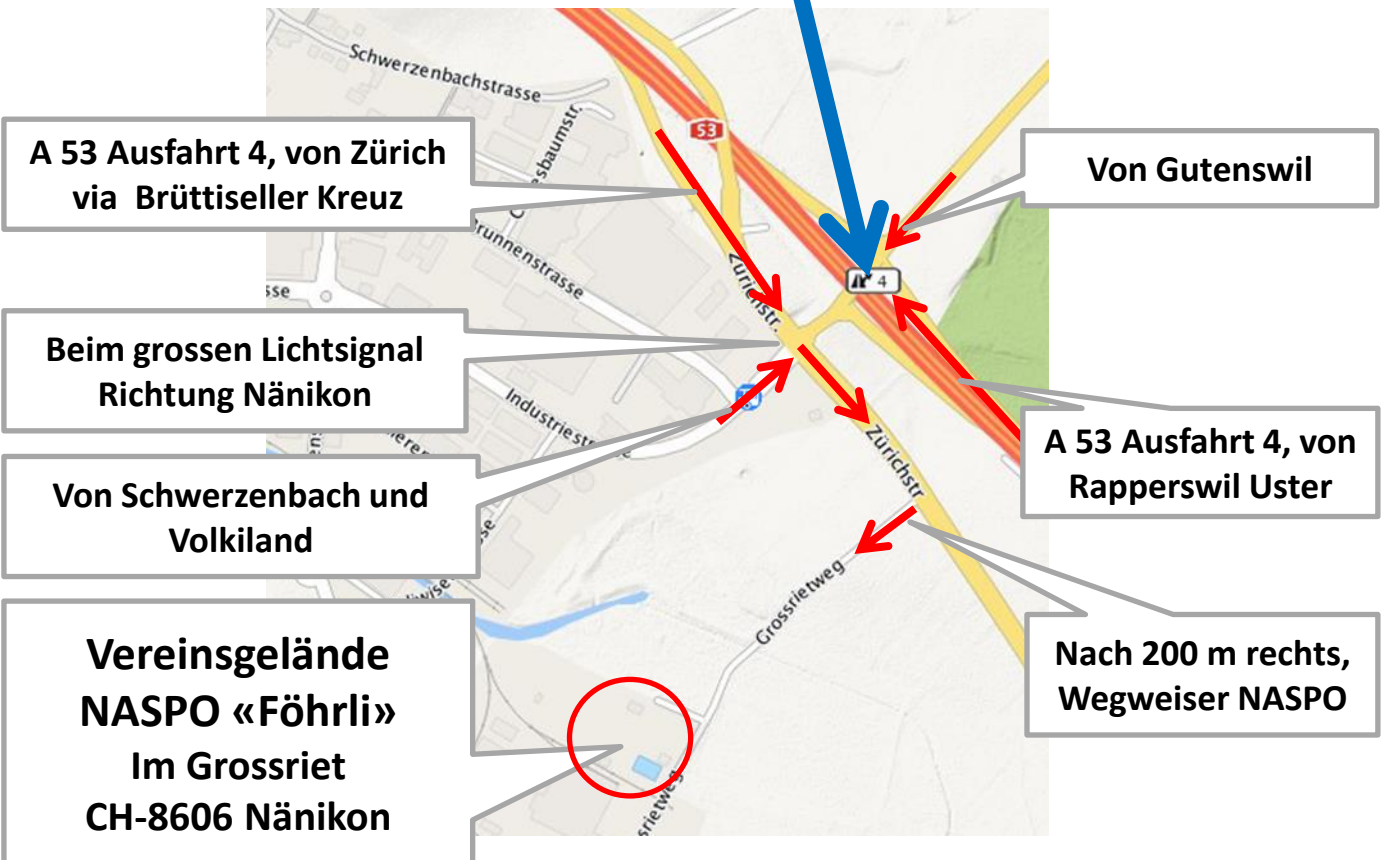 Schwerzenbachstrasse
53
A 53 Ausfahrt 4, von Zürich
via Brüttiseller Kreuz
Von Gutenswil
4
Zürichstr.
Beim grossen Lichtsignal
Richtung Nänikon
Industriestr
A 53 Ausfahrt 4, von
Rapperswil Uster
Zürichstr
Von Schwerzenbach und
Volkiland
Grossrietweg
Nach 200 m rechts,
Wegweiser NASPO
Vereinsgelände
NASPO «Föhrli»
Im Grossriet
CH-8606 Nänikon
srietweg